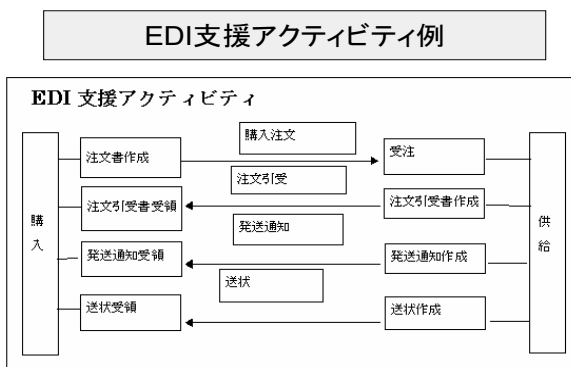 EDI支援アクティビティ例
EDI 支援アクティビティ
購入注文
注文書作成
受注
注文引受
注文引受書受領
注文引受書作成
購入
供給
発送通知
発送通知受領
発送通知作成
送状
送状受領
送状作成